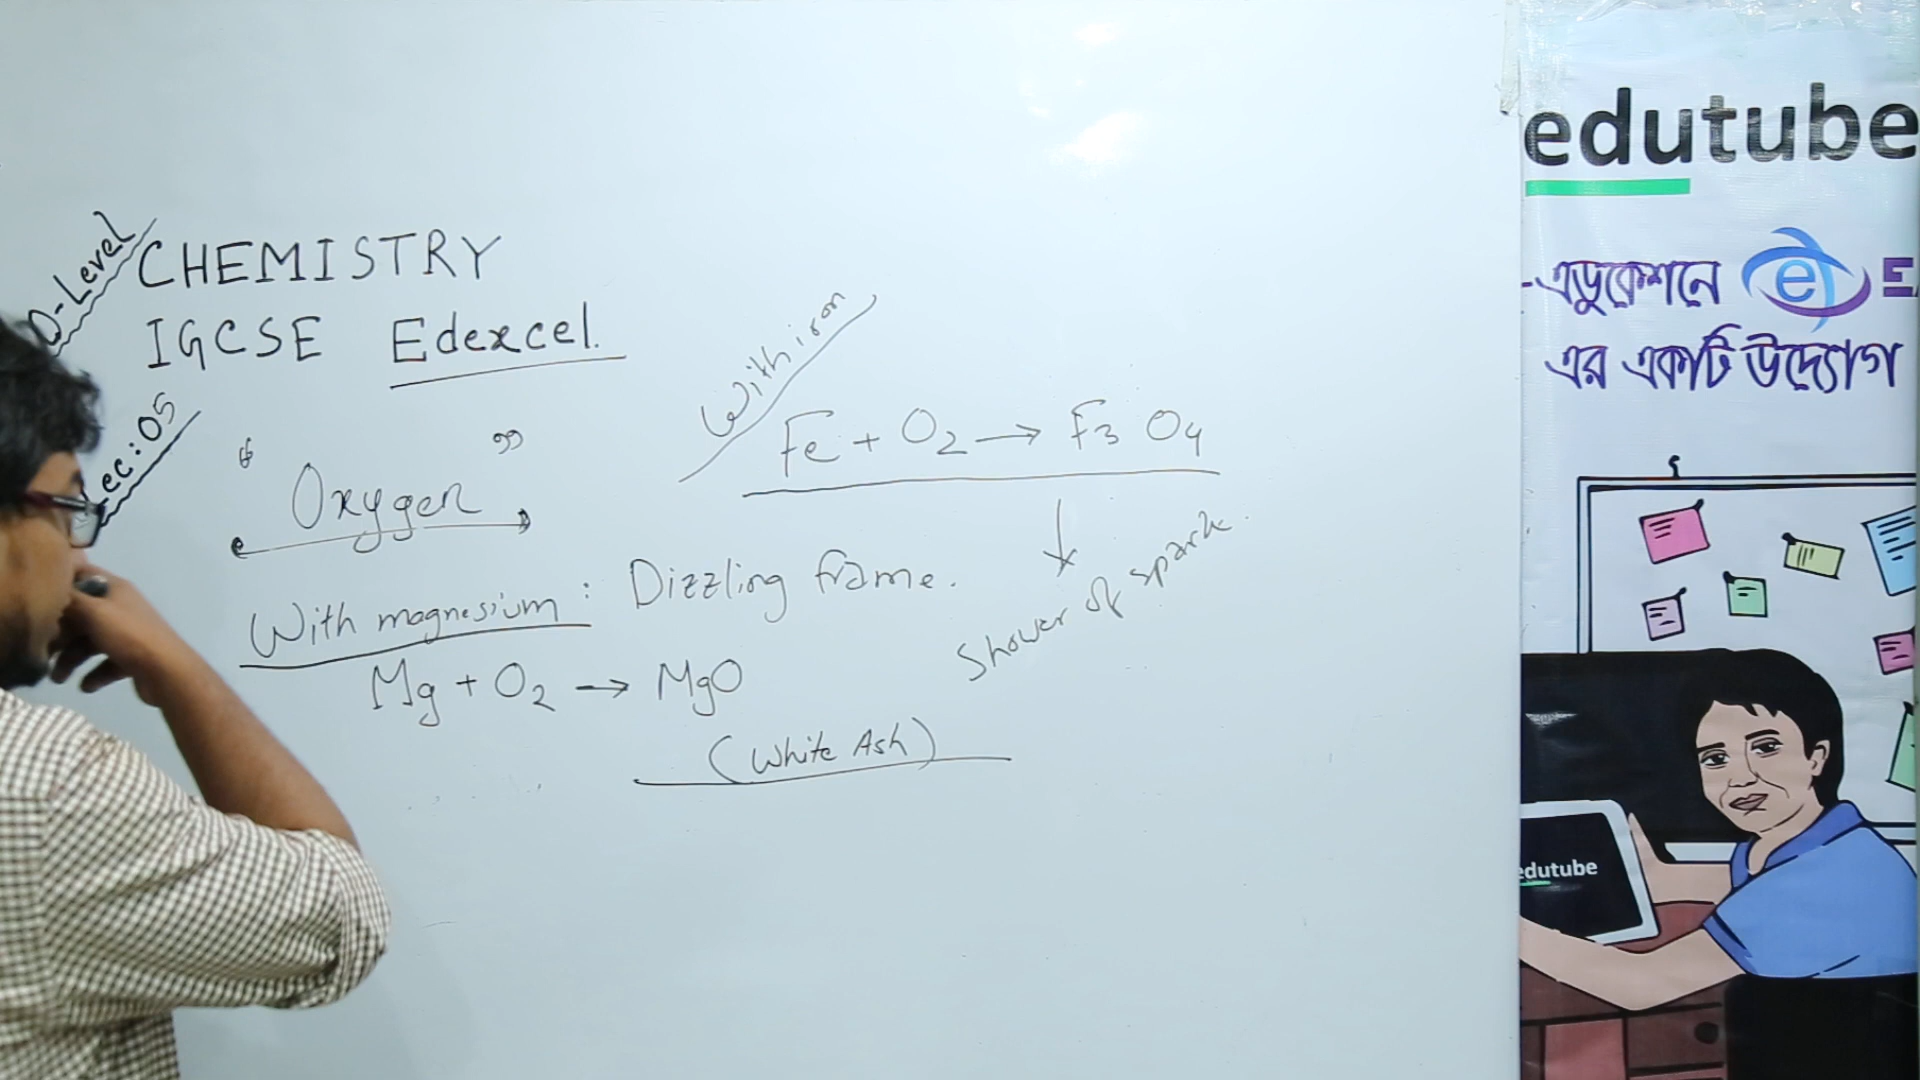 O-Level
CHEMISTRY
IGCSE Edexcel.
Lec:05
"Oxygen"
With magnesium: Dizzling frame.
Mg + O2 → MgO
(White Ash)
With iron
Fe + O2 → F3 O4
Shower of spark.
edutube
-এডুকেশনে e E
এর একটি উদ্যোগ
edutube